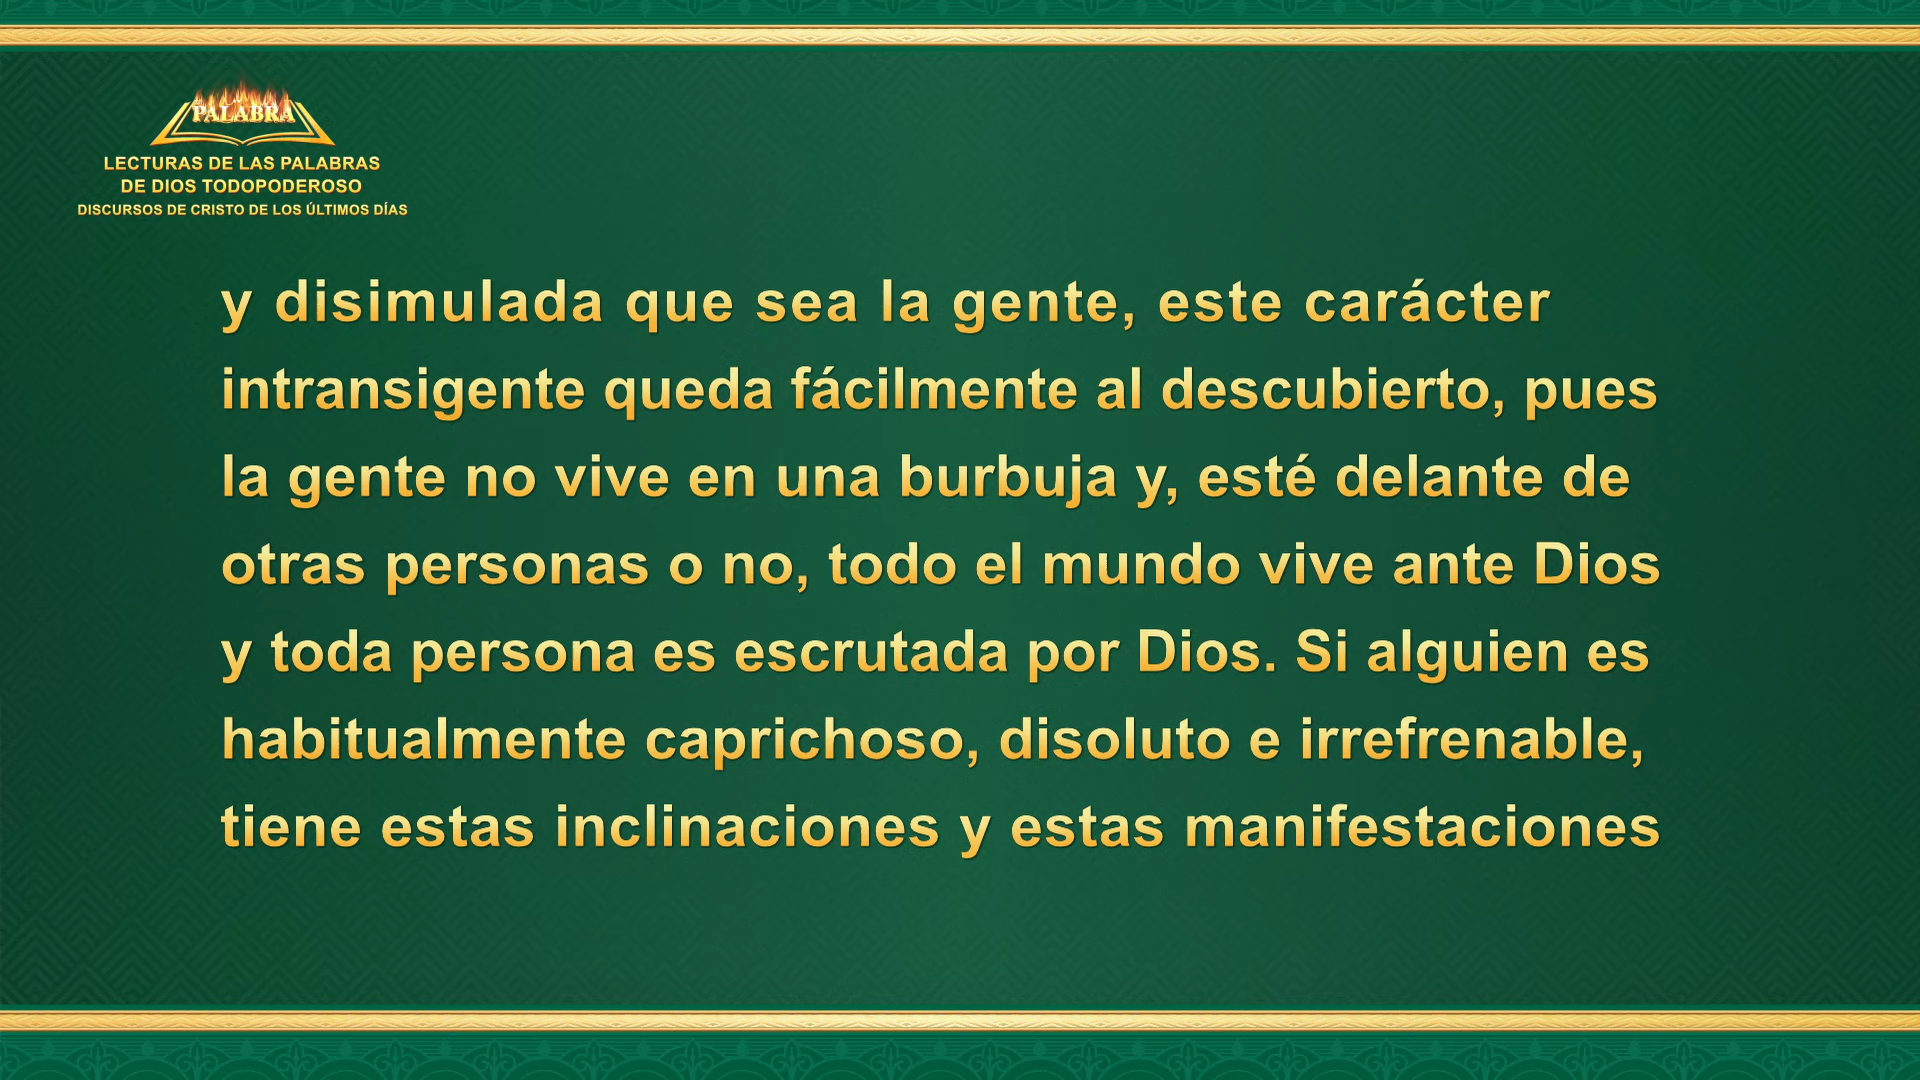 PALABRA
LECTURAS DE LAS PALABRAS
DE DIOS TODOPODEROSO
DISCURSOS DE CRISTO DE LOS ÚLTIMOS DÍAS
y disimulada que sea la gente, este carácter
intransigente queda fácilmente al descubierto, pues
la gente no vive en una burbuja y, esté delante de
otras personas o no, todo el mundo vive ante Dios
y toda persona es escrutada por Dios. Si alguien es
habitualmente caprichoso, disoluto e irrefrenable,
tiene estas inclinaciones y estas manifestaciones